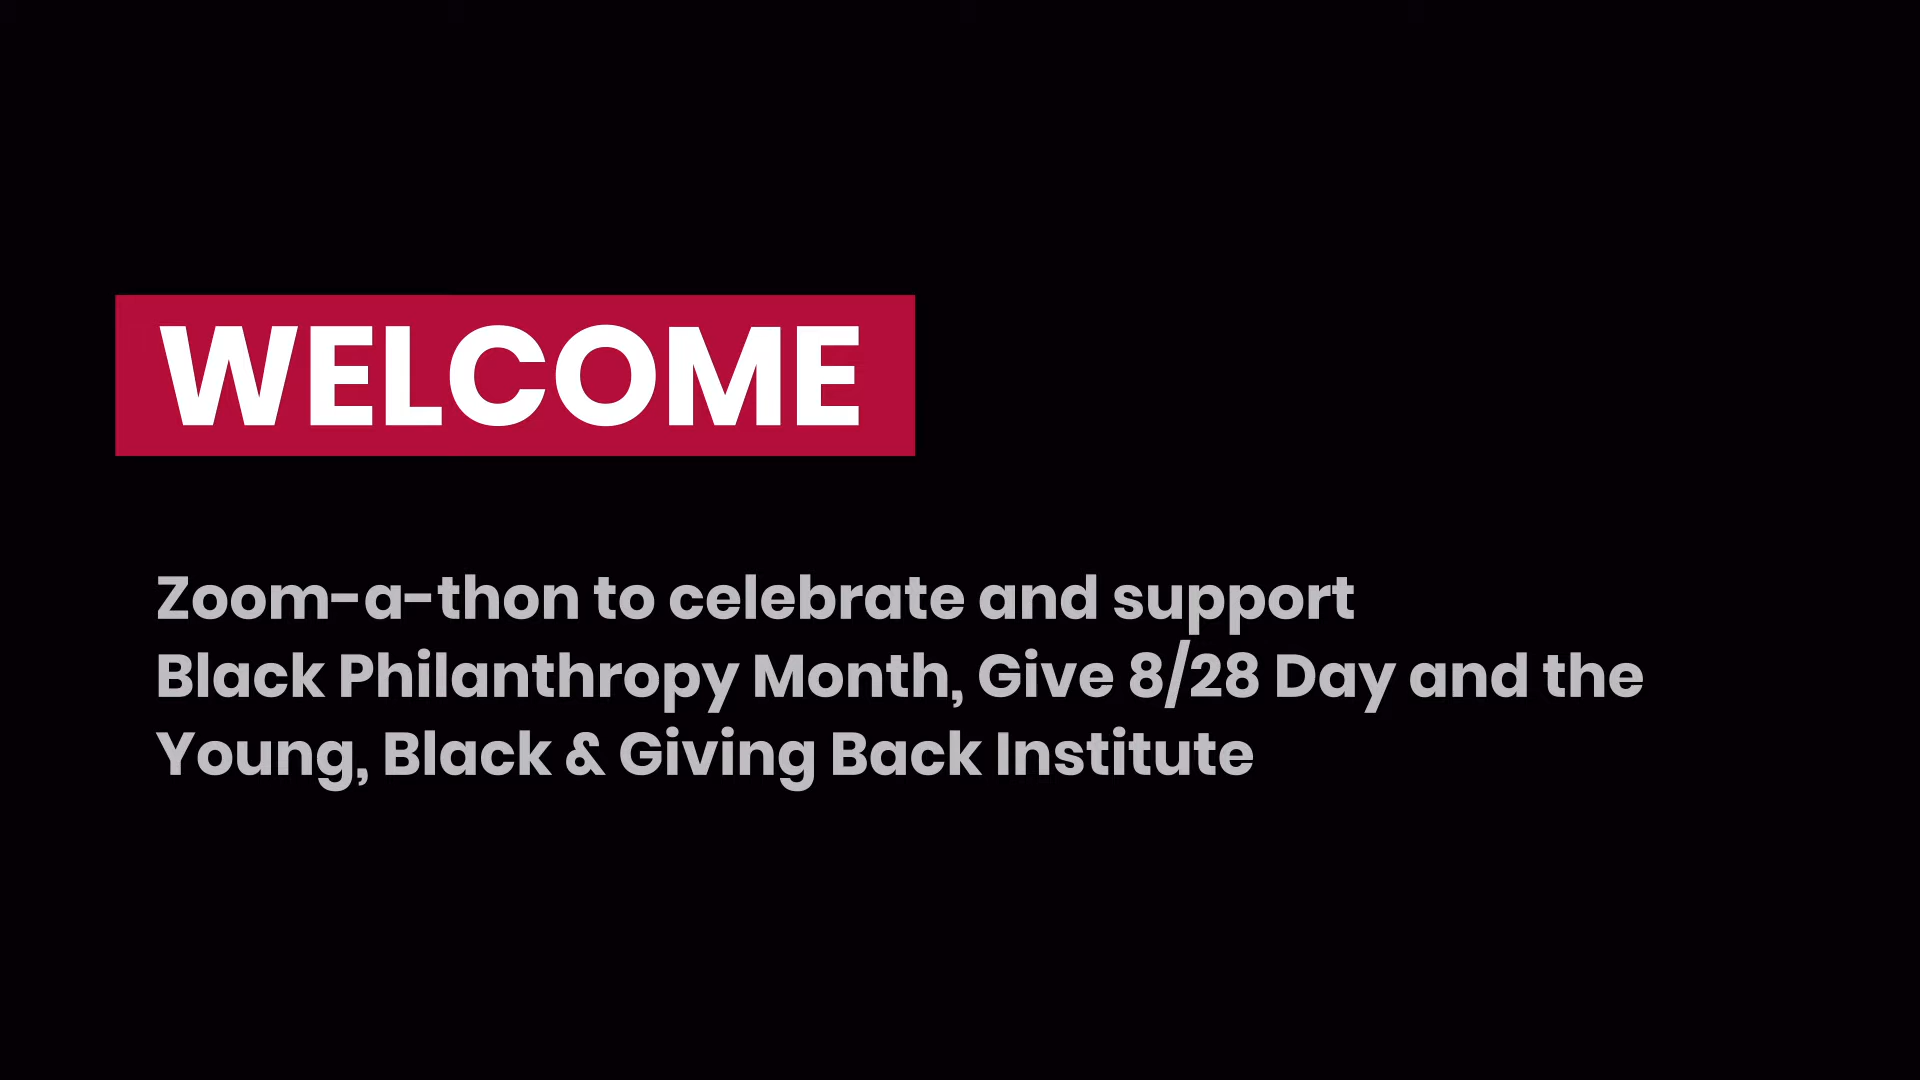 WELCOME
Zoom-a-thon to celebrate and support
Black Philanthropy Month, Give 8/28 Day and the
Young, Black & Giving Back Institute